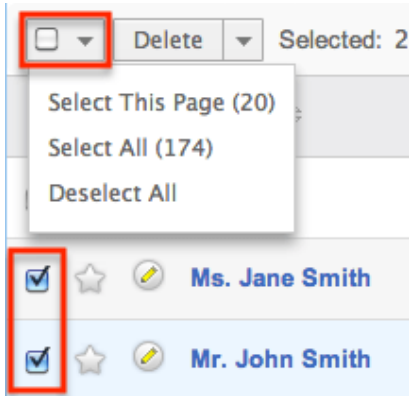 Delete Selected: 2
Select This Page (20)
Select All (174)
Deselect All
Ms. Jane Smith
Mr. John Smith